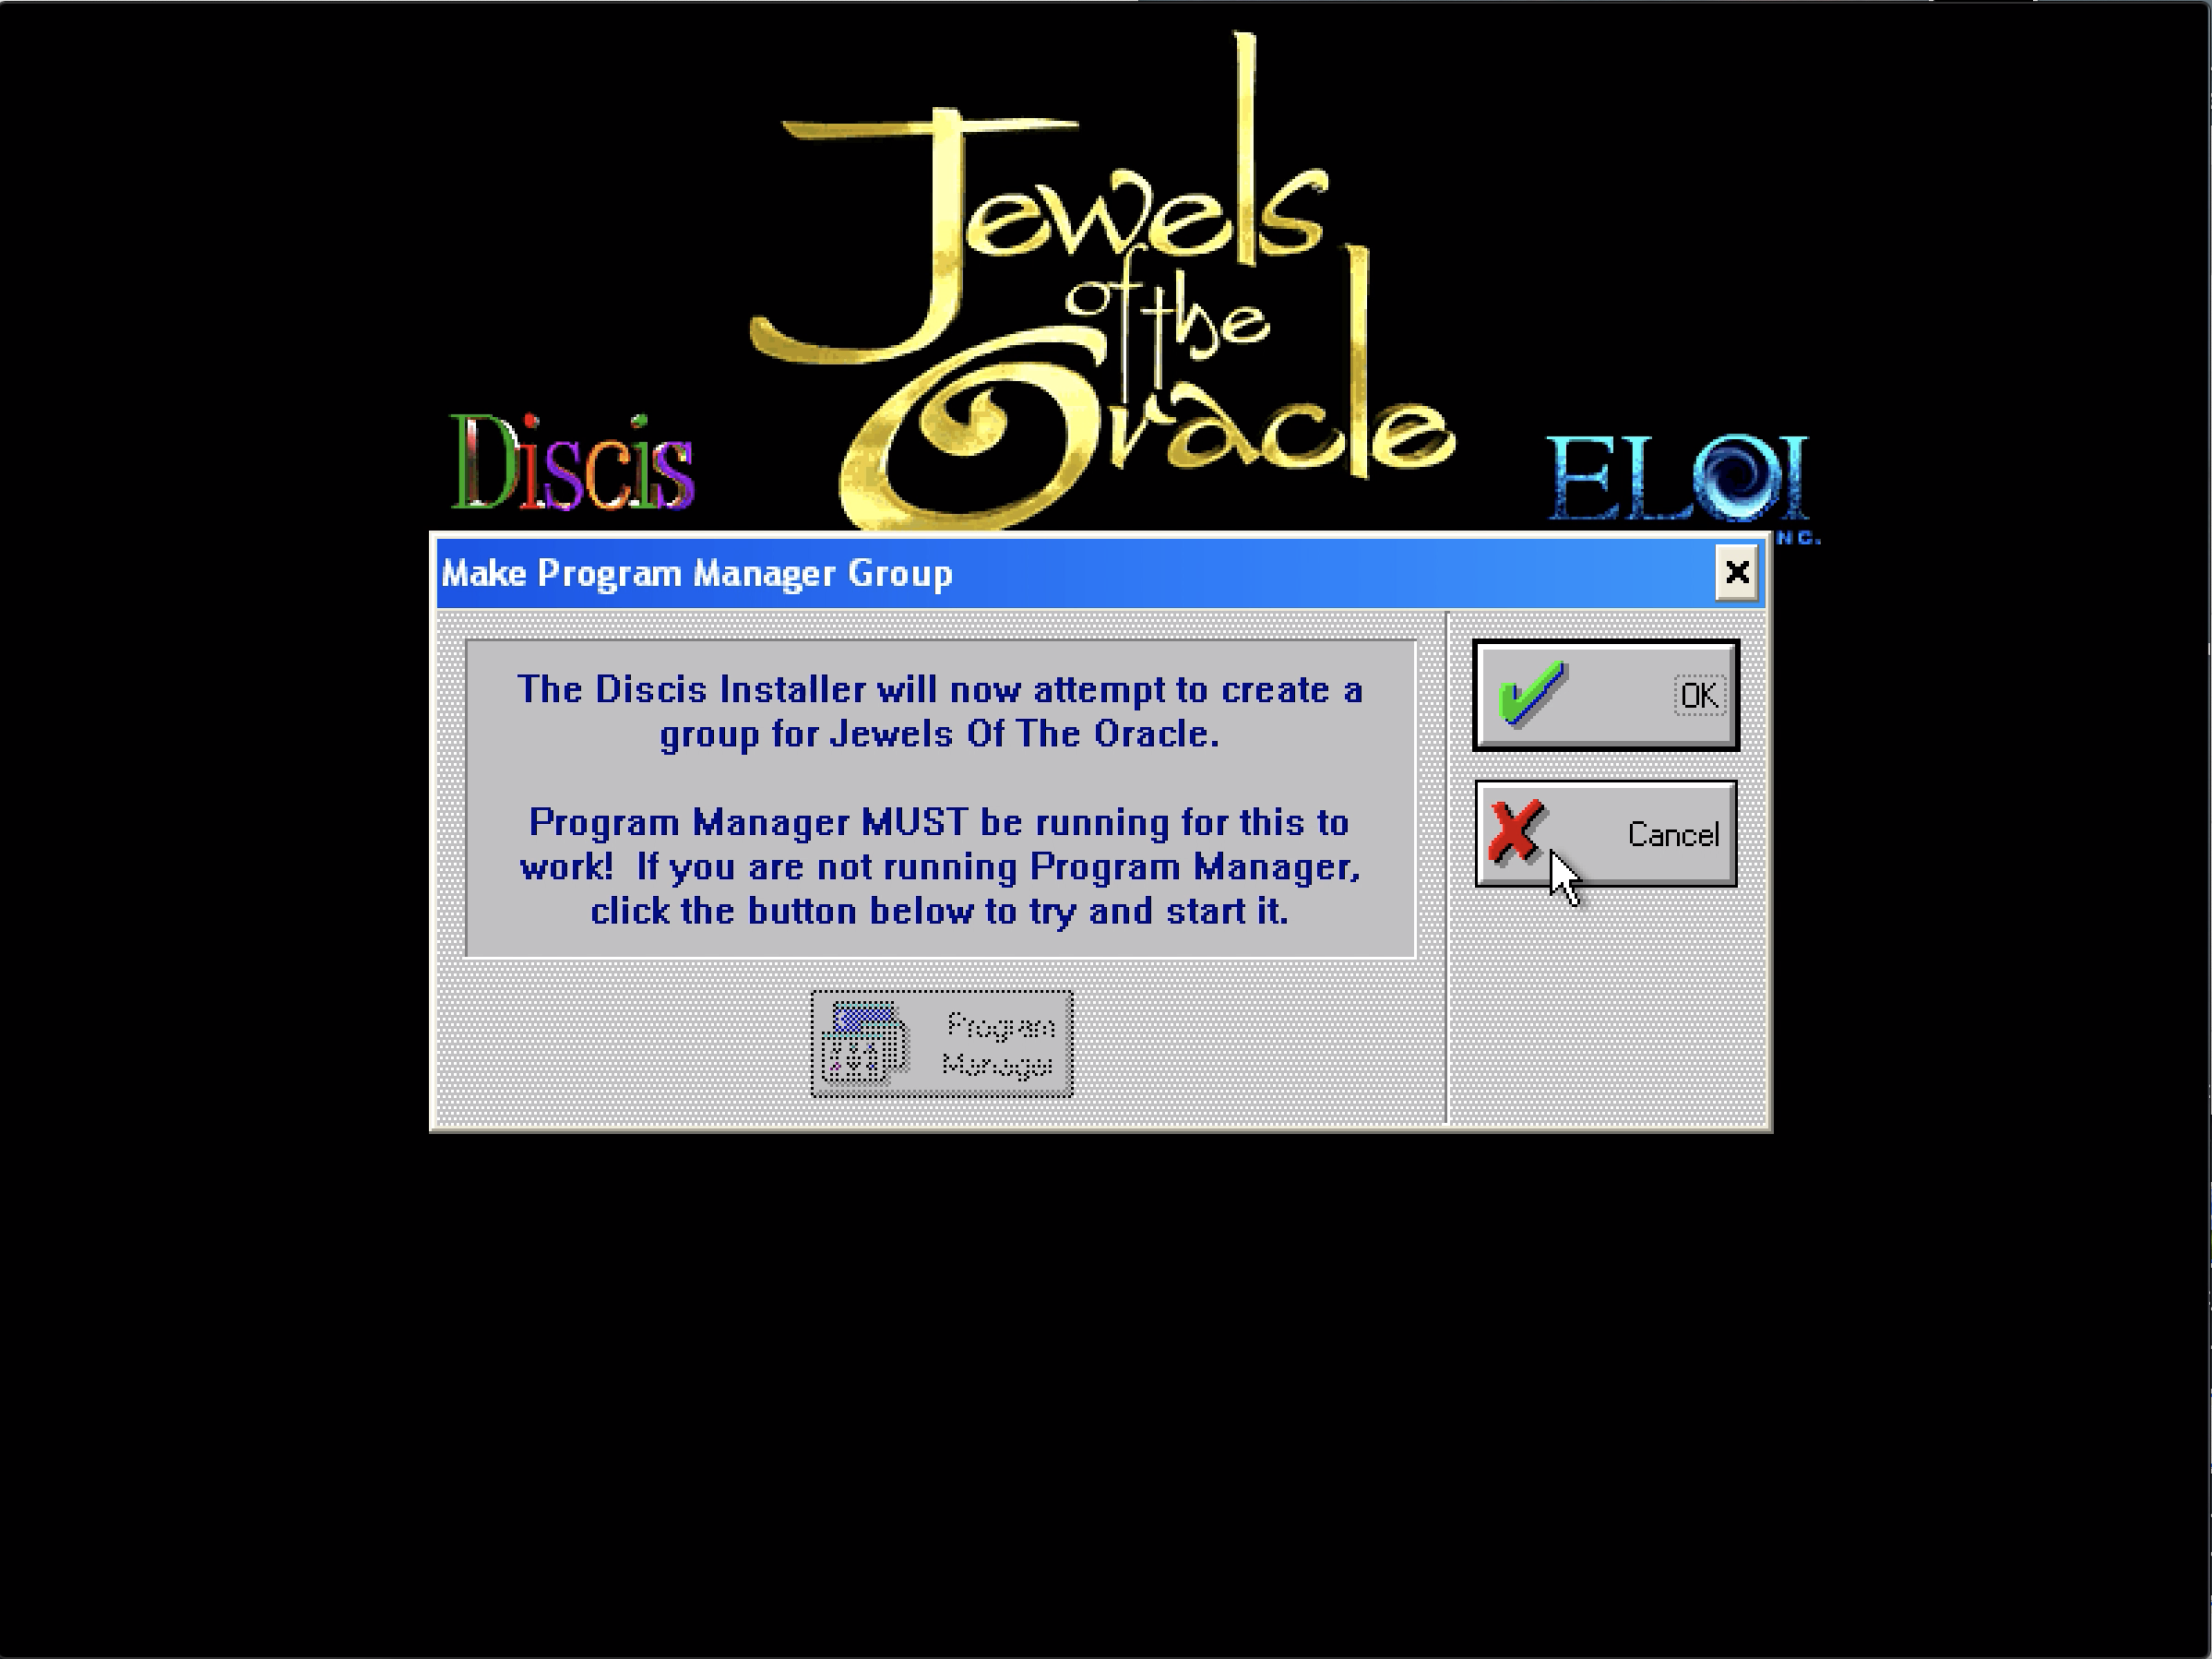 Jewels
of the
Oracle
Discis
ELOI
NC.
Make Program Manager Group
The Discis Installer will now attempt to create a
group for Jewels Of The Oracle.
Program Manager MUST be running for this to
work!  If you are not running Program Manager,
click the button below to try and start it.
OK
Cancel
Program
Manager